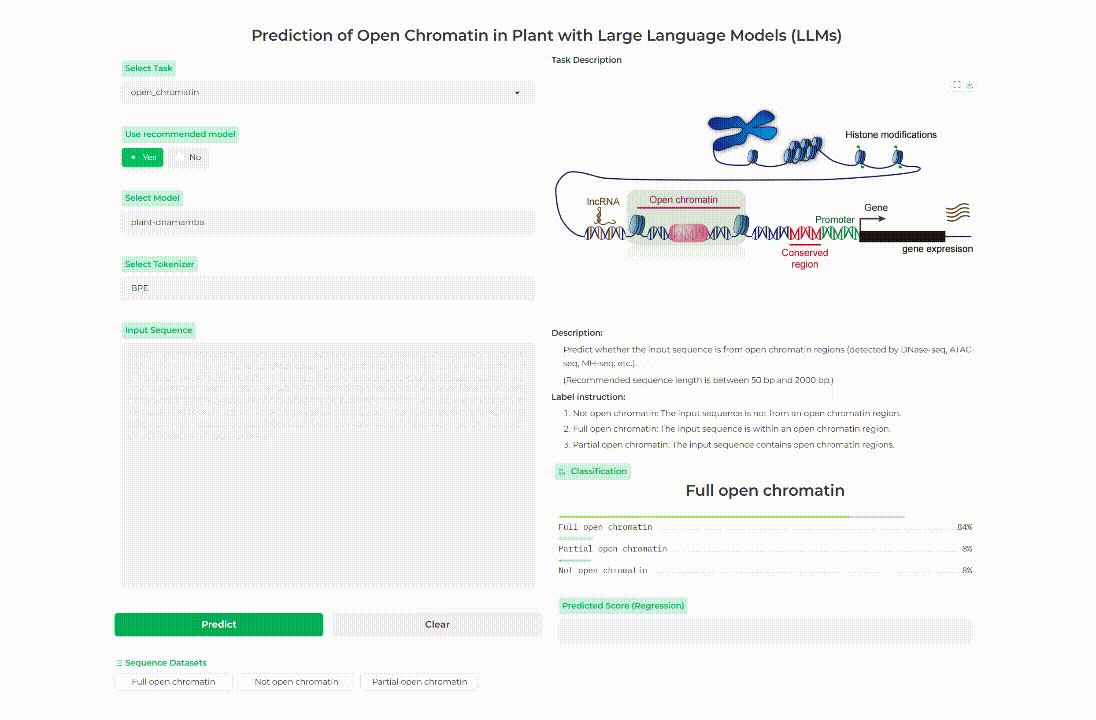 Prediction of Open Chromatin in Plant with Large Language Models (LLMs)
Select Task
open_chromatin
Use recommended model
Yes
No
Select Model
plant-dnamamba
Select Tokenizer
BPE
Input Sequence
Predict
Clear
Sequence Datasets
Full open chromatin
Not open chromatin
Partial open chromatin
Task Description
Histone modifications
lncRNA
Open chromatin
Promoter
Gene
Conserved
region
gene expresison
Description:
Predict whether the input sequence is from open chromatin regions (detected by DNase-seq, ATAC-
seq, MH-seq, etc.).
(Recommended sequence length is between 50 bp and 2000 bp.)
Label instruction:
1. Not open chromatin: The input sequence is not from an open chromatin region.
2. Full open chromatin: The input sequence is within an open chromatin region.
3. Partial open chromatin: The input sequence contains open chromatin regions.
Classification
Full open chromatin
Full open chromatin 84%
Partial open chromatin 8%
Not open chromatin 8%
Predicted Score (Regression)